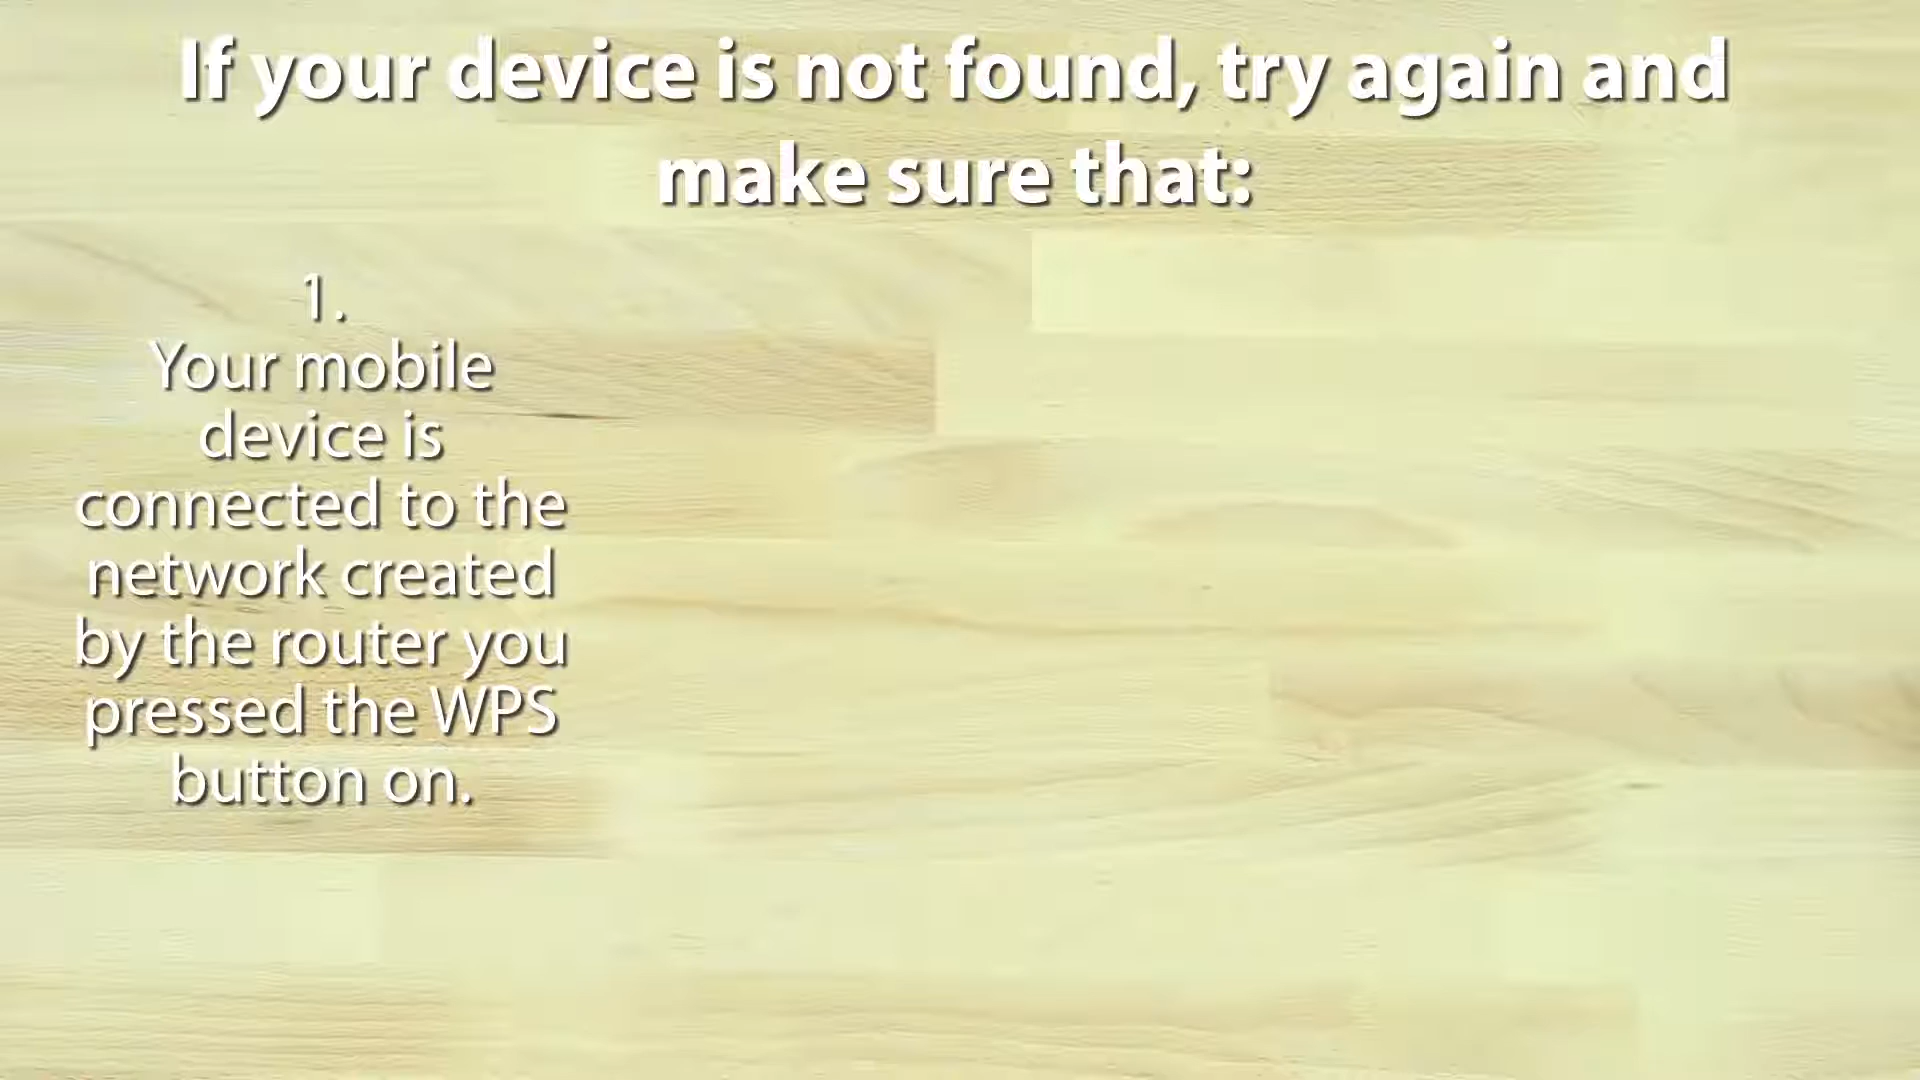 If your device is not found, try again and
make sure that:
1.
Your mobile
device is
connected to the
network created
by the router you
pressed the WPS
button on.